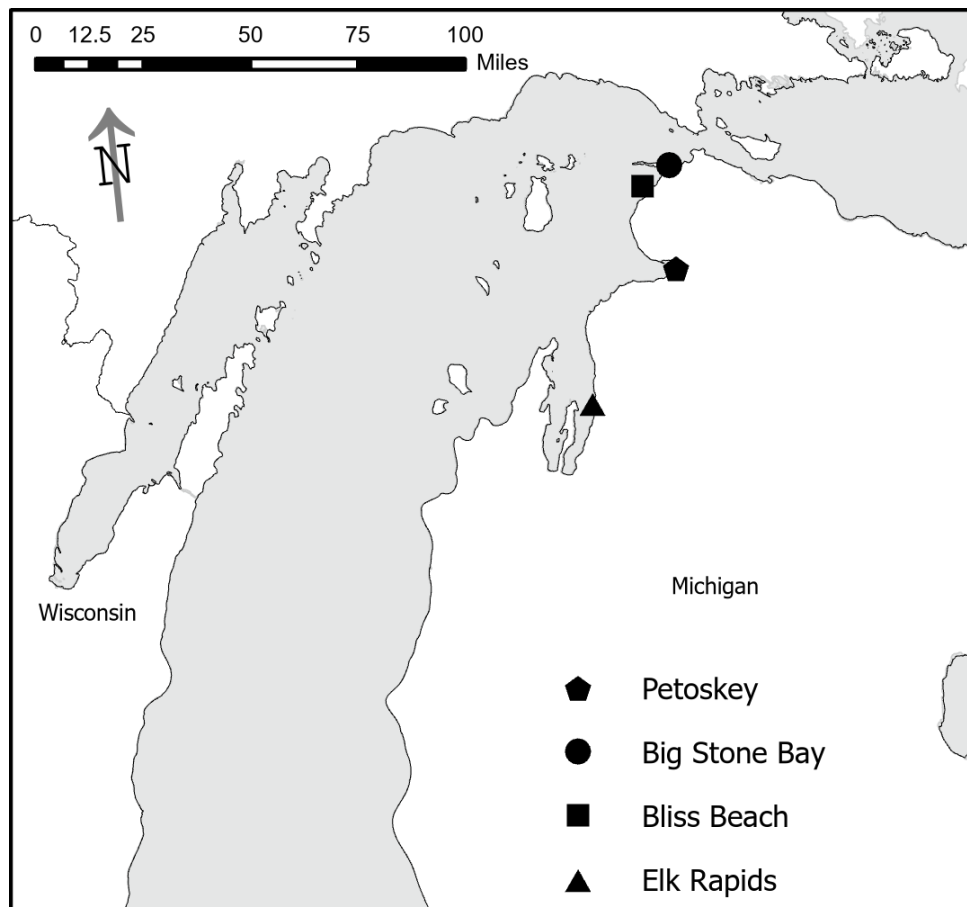 0 12.5 25 50 75 100
Miles
N
Wisconsin
Michigan
Petoskey
Big Stone Bay
Bliss Beach
Elk Rapids